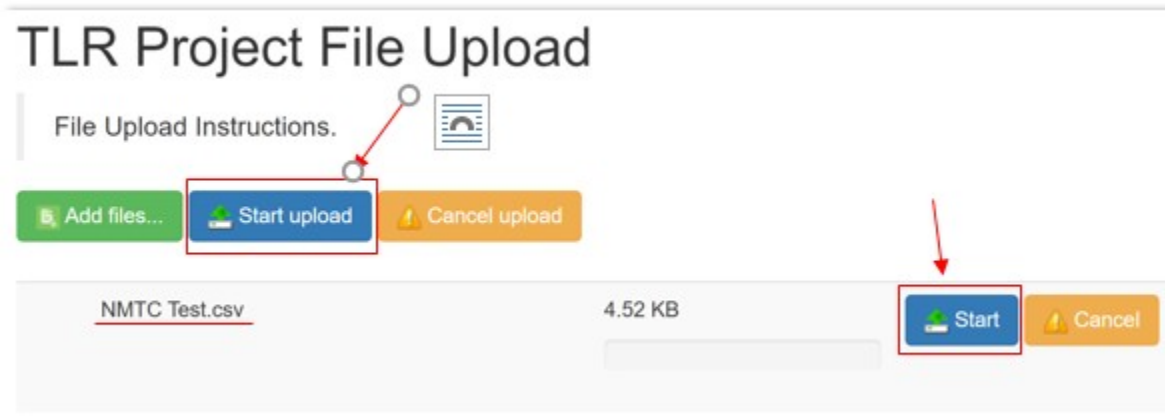 TLR Project File Upload
File Upload Instructions.
Add files... Start upload Cancel upload
NMTC Test.csv 4.52 KB Start Cancel